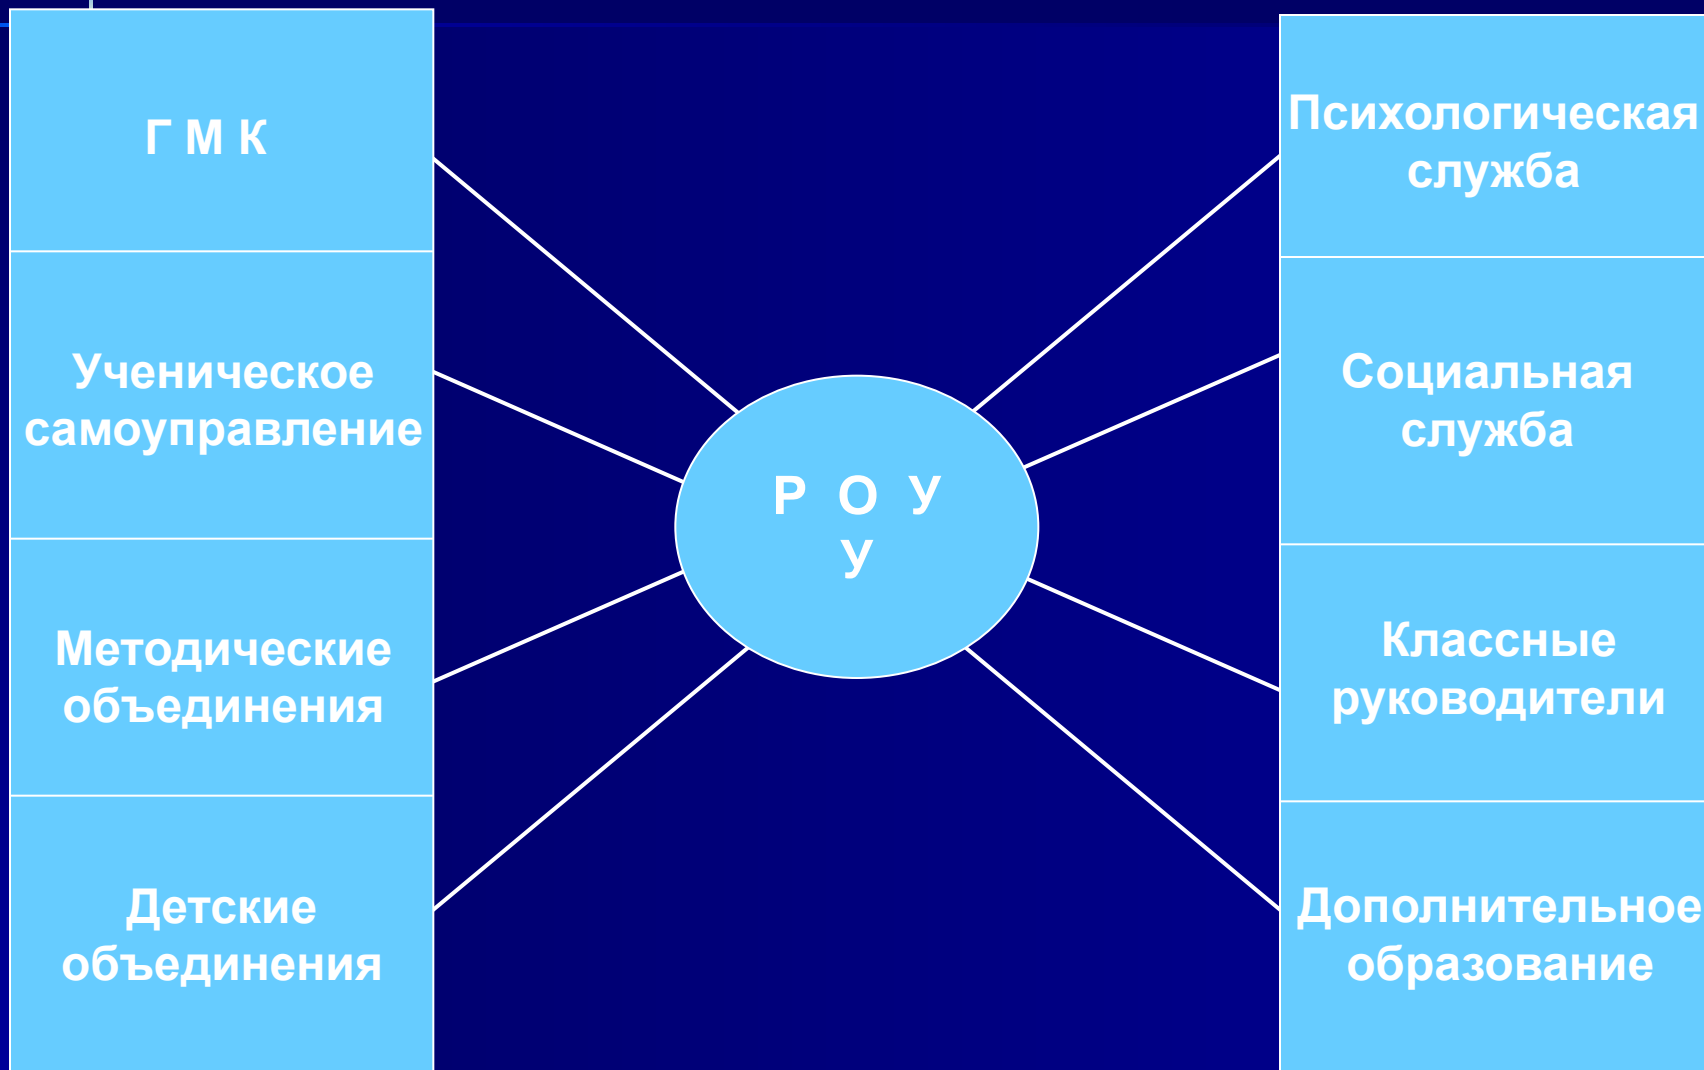 Г М К
Ученическое
самоуправление
Методические
объединения
Детские
объединения
Р О У
У
Психологическая
служба
Социальная
служба
Классные
руководители
Дополнительное
образование